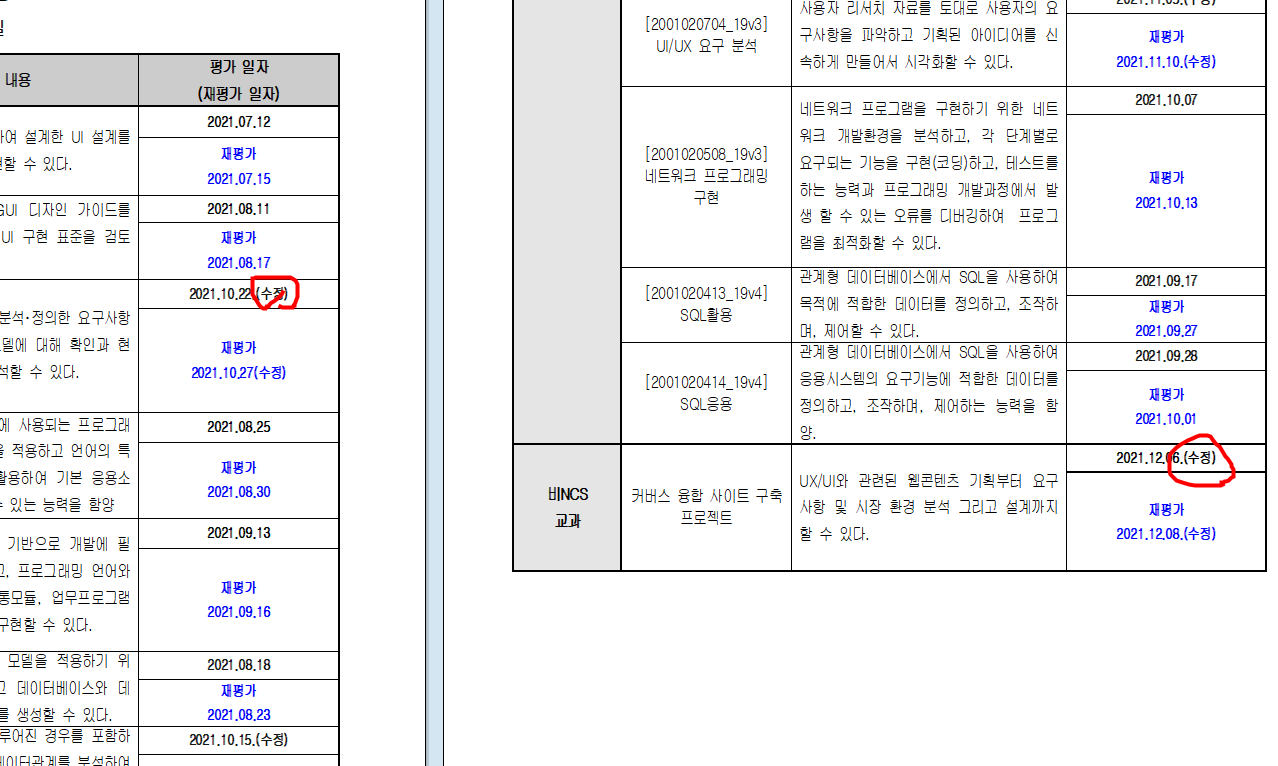 일
내용
평가 일자
(재평가 일자)
하여 설계한 UI 설계를
현할 수 있다.
2021.07.12
재평가
2021.07.15
GUI 디자인 가이드를
UI 구현 표준을 검토
2021.08.11
재평가
2021.08.17
분석·정의한 요구사항
모델에 대해 확인과 현
석할 수 있다.
2021.10.22.(수정)
재평가
2021.10.27(수정)
에 사용되는 프로그래
을 적용하고 언어의 특
활용하여 기본 응용소
수 있는 능력을 함양
2021.08.25
재평가
2021.08.30
기반으로 개발에 필
고, 프로그래밍 언어와
통모듈, 업무프로그램
구현할 수 있다.
2021.09.13
재평가
2021.09.16
모델을 적용하기 위
고 데이터베이스와 데
를 생성할 수 있다.
2021.08.18
재평가
2021.08.23
루어진 경우를 포함하
데이터관계를 분석하여
2021.10.15.(수정)
[2001020704_19v3]
UI/UX 요구 분석
사용자 리서치 자료를 토대로 사용자의 요
구사항을 파악하고 기획된 아이디어를 신
속하게 만들어서 시각화할 수 있다.
2021.11.05.(수정)
재평가
2021.11.10.(수정)
[2001020508_19v3]
네트워크 프로그래밍
구현
네트워크 프로그램을 구현하기 위한 네트
워크 개발환경을 분석하고, 각 단계별로
요구되는 기능을 구현(코딩)하고, 테스트를
하는 능력과 프로그래밍 개발과정에서 발
생 할 수 있는 오류를 디버깅하여 프로그
램을 최적화할 수 있다.
2021.10.07
재평가
2021.10.13
[2001020413_19v4]
SQL활용
관계형 데이터베이스에서 SQL을 사용하여
목적에 적합한 데이터를 정의하고, 조작하
며, 제어할 수 있다.
2021.09.17
재평가
2021.09.27
[2001020414_19v4]
SQL응용
관계형 데이터베이스에서 SQL을 사용하여
응용시스템의 요구기능에 적합한 데이터를
정의하고, 조작하며, 제어하는 능력을 함
양.
2021.09.28
재평가
2021.10.01
비NCS
교과
커버스 융합 사이트 구축
프로젝트
UX/UI와 관련된 웹콘텐츠 기획부터 요구
사항 및 시장 환경 분석 그리고 설계까지
할 수 있다.
2021.12.06.(수정)
재평가
2021.12.08.(수정)